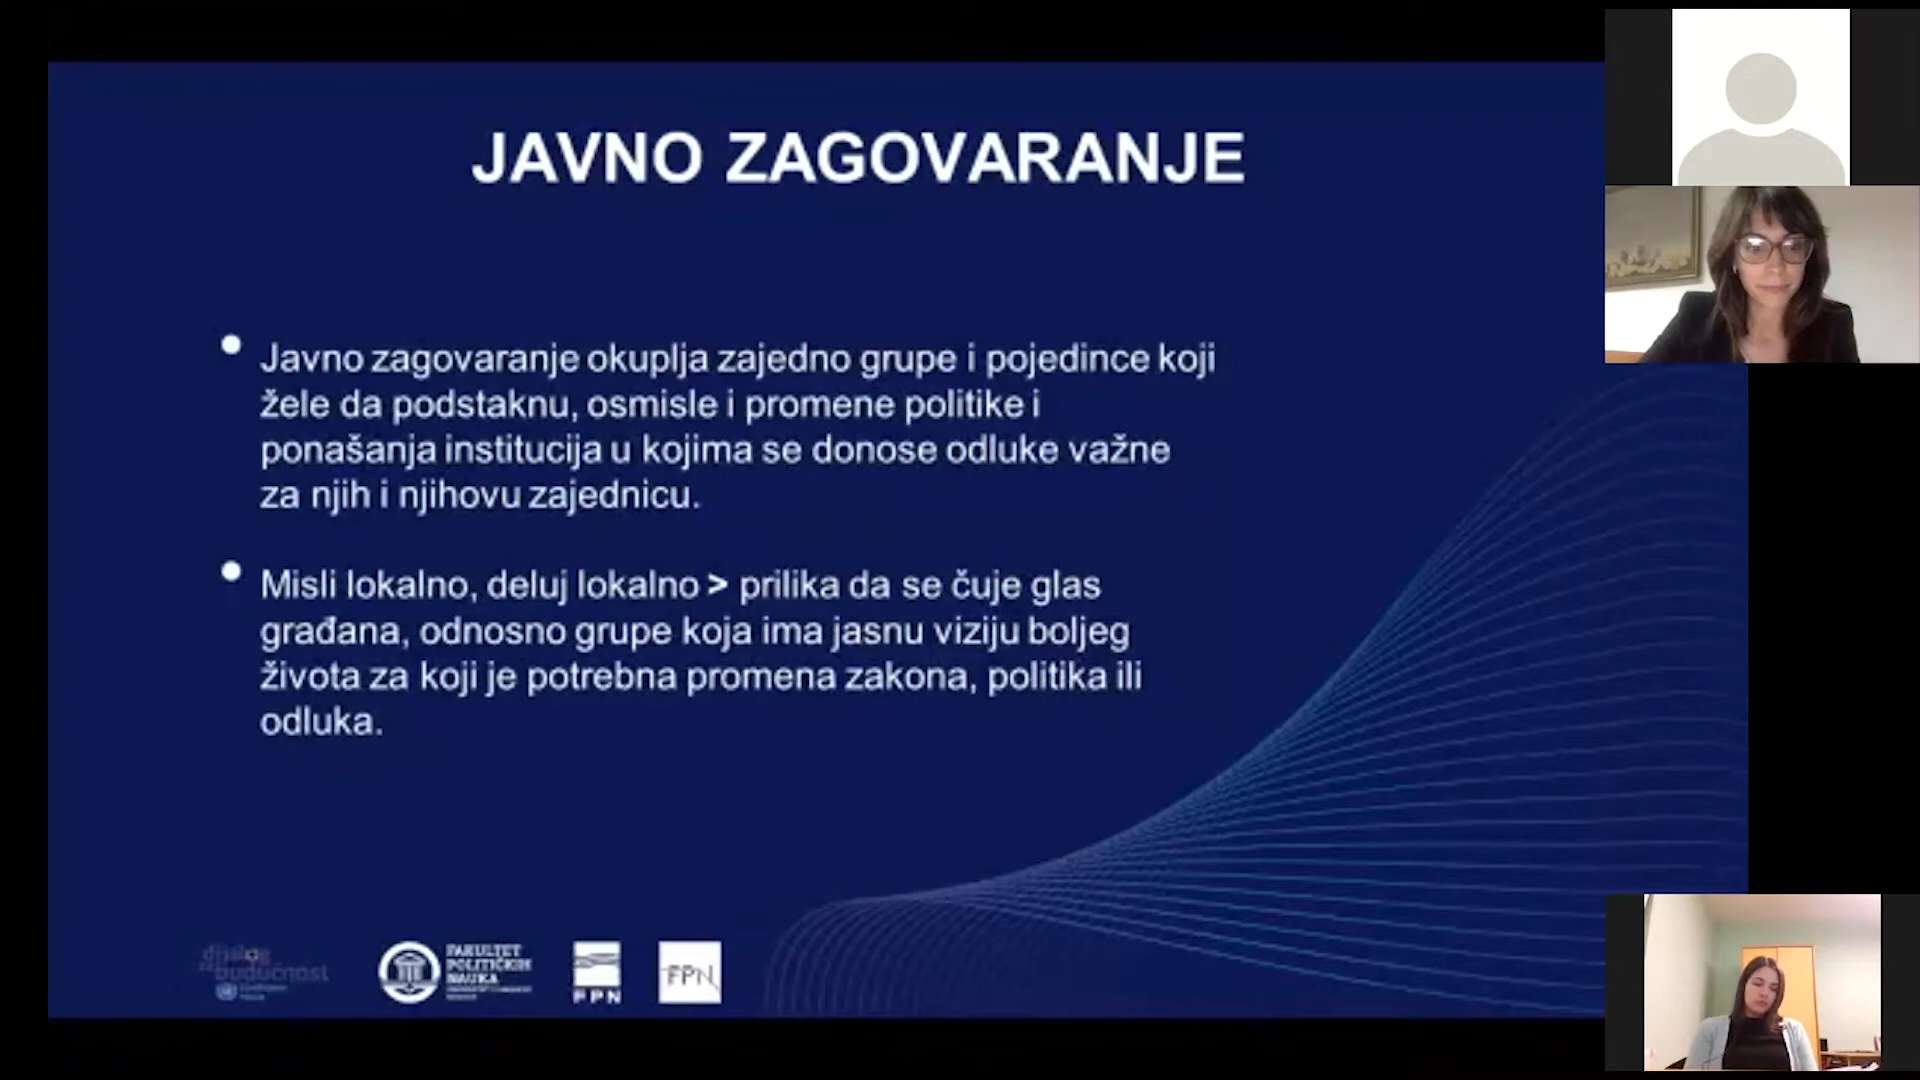 JAVNO ZAGOVARANJE
Javno zagovaranje okuplja zajedno grupe i pojedince koji
žele da podstaknu, osmisle i promene politike i
ponašanja institucija u kojima se donose odluke važne
za njih i njihovu zajednicu.
Misli lokalno, deluj lokalno > prilika da se čuje glas
građana, odnosno grupe koja ima jasnu viziju boljeg
života za koji je potrebna promena zakona, politika ili
odluka.
dijalog
za budućnost
FAKULTET
POLITIČKIH
NAUKA
FPN
FPN